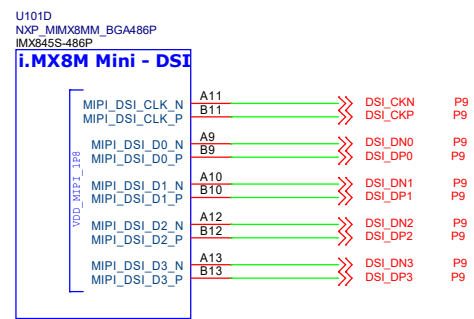 U101D
NXP_MIMX8MM_BGA486P
IMX845S-486P
i.MX8M Mini - DSI
VDD_MIPI_1P8
MIPI_DSI_CLK_N A11 DSI_CKN P9
MIPI_DSI_CLK_P B11 DSI_CKP P9
MIPI_DSI_D0_N A9 DSI_DN0 P9
MIPI_DSI_D0_P B9 DSI_DP0 P9
MIPI_DSI_D1_N A10 DSI_DN1 P9
MIPI_DSI_D1_P B10 DSI_DP1 P9
MIPI_DSI_D2_N A12 DSI_DN2 P9
MIPI_DSI_D2_P B12 DSI_DP2 P9
MIPI_DSI_D3_N A13 DSI_DN3 P9
MIPI_DSI_D3_P B13 DSI_DP3 P9